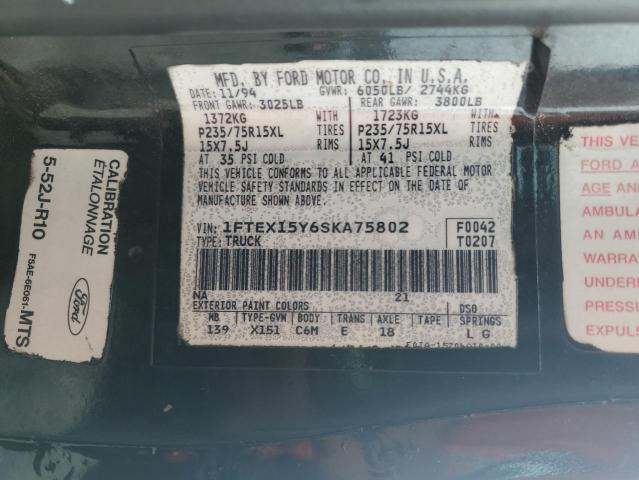 MFD. BY FORD MOTOR CO. IN U.S.A.
DATE: 11/94 GVWR: 6050LB/ 2744KG
FRONT GAWR: 3025LB REAR GAWR: 3800LB
1372KG WITH 1723KG WITH
P235/75R15XL TIRES P235/75R15XL TIRES
15X7.5J RIMS 15X7.5J RIMS
AT 35 PSI COLD AT 41 PSI COLD
THIS VEHICLE CONFORMS TO ALL APPLICABLE FEDERAL MOTOR
VEHICLE SAFETY STANDARDS IN EFFECT ON THE DATE OF
MANUFACTURE SHOWN ABOVE.
VIN: 1FTEX15Y6SKA75802 F0042
TYPE: TRUCK T0207
NA 21
EXTERIOR PAINT COLORS DSO
MB TYPE-GVW BODY TRANS AXLE TAPE SPRINGS
139 X151 C6M E 18 L G
CALIBRATION
ÉTALONNAGE
5-52J-R10
F5AE-6E061-MTS
Ford
THIS VE
FORD A
AGE AN
AMBULA
FORD
AMBULA
WARRA
UNDER
PRESS
EXPULS